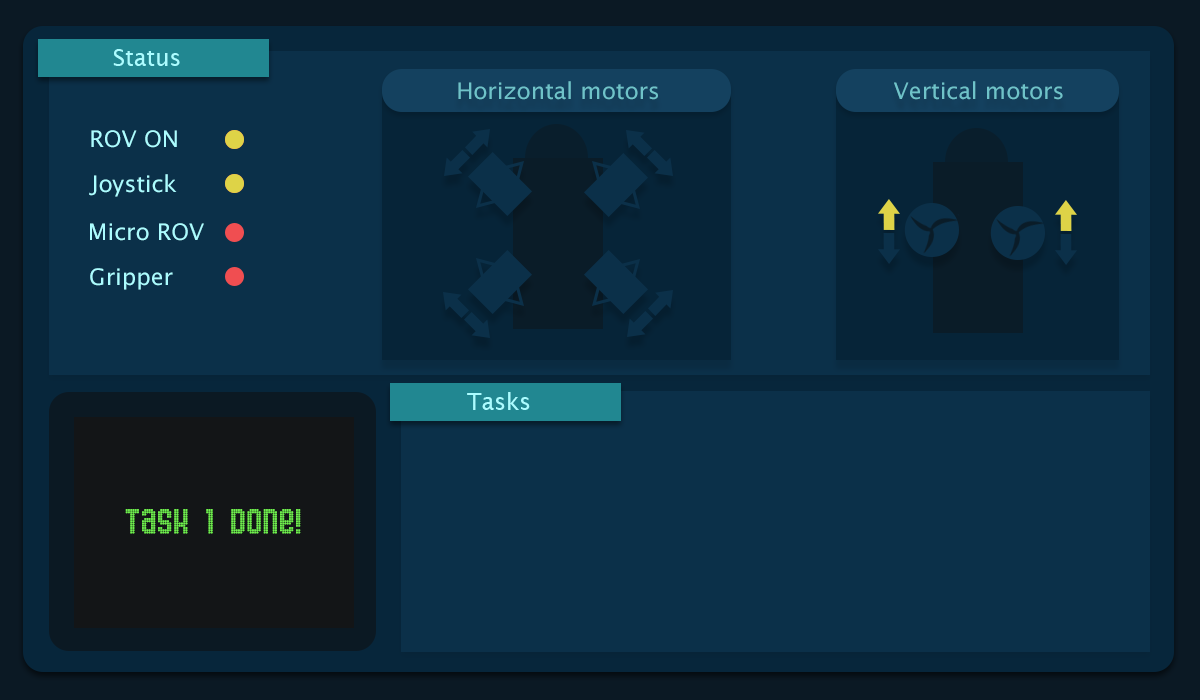 Status
Horizontal motors
Vertical motors
ROV ON
Joystick
Micro ROV
Gripper
Tasks
Task 1 Done!